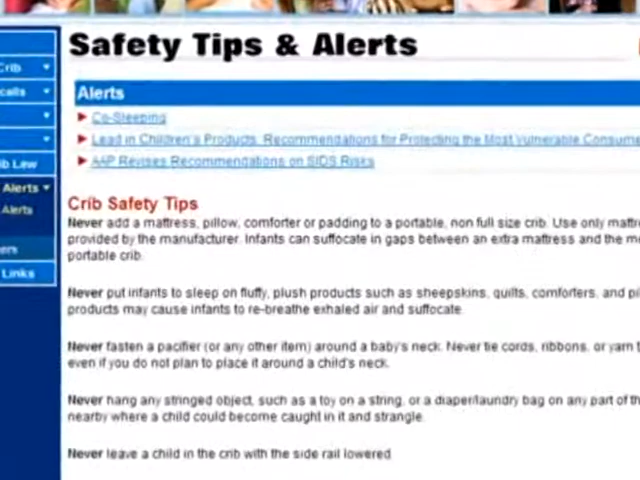 Safety Tips & Alerts
Crib
calls
ib Law
Alerts
Alerts
ers
Links
Alerts
Co-Sleeping
Lead in Children's Products: Recommendations for Protecting the Most Vulnerable Consume
AAP Revises Recommendations on SIDS Risks
Crib Safety Tips
Never add a mattress, pillow, comforter or padding to a portable, non full size crib. Use only mattre
provided by the manufacturer. Infants can suffocate in gaps between an extra mattress and the me
portable crib.
Never put infants to sleep on fluffy, plush products such as sheepskins, quilts, comforters, and pil
products may cause infants to re-breathe exhaled air and suffocate.
Never fasten a pacifier (or any other item) around a baby's neck. Never tie cords, ribbons, or yarn t
even if you do not plan to place it around a child's neck.
Never hang any stringed object, such as a toy on a string, or a diaper/laundry bag on any part of th
nearby where a child could become caught in it and strangle.
Never leave a child in the crib with the side rail lowered.